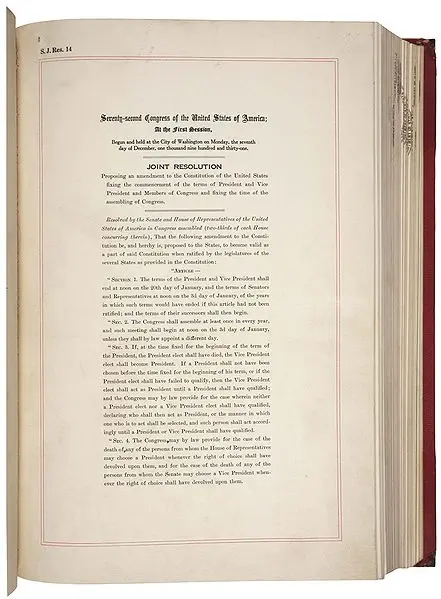 S. J. Res. 14
Seventy-second Congress of the United States of America;
At the First Session,
Begun and held at the City of Washington on Monday, the seventh
day of December, one thousand nine hundred and thirty-one.
JOINT RESOLUTION
Proposing an amendment to the Constitution of the United States
fixing the commencement of the terms of President and Vice
President and Members of Congress and fixing the time of the
assembling of Congress.
Resolved by the Senate and House of Representatives of the United
States of America in Congress assembled (two-thirds of each House
concurring therein), That the following amendment to the Consti-
tution be, and hereby is, proposed to the States, to become valid as
a part of said Constitution when ratified by the legislatures of the
several States as provided in the Constitution:
"ARTICLE —
"SECTION 1. The terms of the President and Vice President shall
end at noon on the 20th day of January, and the terms of Senators
and Representatives at noon on the 3d day of January, of the years
in which such terms would have ended if this article had not been
ratified; and the terms of their successors shall then begin.
"SEC. 2. The Congress shall assemble at least once in every year,
and such meeting shall begin at noon on the 3d day of January,
unless they shall by law appoint a different day.
"SEC. 3. If, at the time fixed for the beginning of the term of
the President, the President elect shall have died, the Vice President
elect shall become President. If a President shall not have been
chosen before the time fixed for the beginning of his term, or if the
President elect shall have failed to qualify, then the Vice President
elect shall act as President until a President shall have qualified;
and the Congress may by law provide for the case wherein neither
a President elect nor a Vice President elect shall have qualified,
declaring who shall then act as President, or the manner in which
one who is to act shall be selected, and such person shall act accord-
ingly until a President or Vice President shall have qualified.
"SEC. 4. The Congress may by law provide for the case of the
death of any of the persons from whom the House of Representatives
may choose a President whenever the right of choice shall have
devolved upon them, and for the case of the death of any of the
persons from whom the Senate may choose a Vice President when-
ever the right of choice shall have devolved upon them.